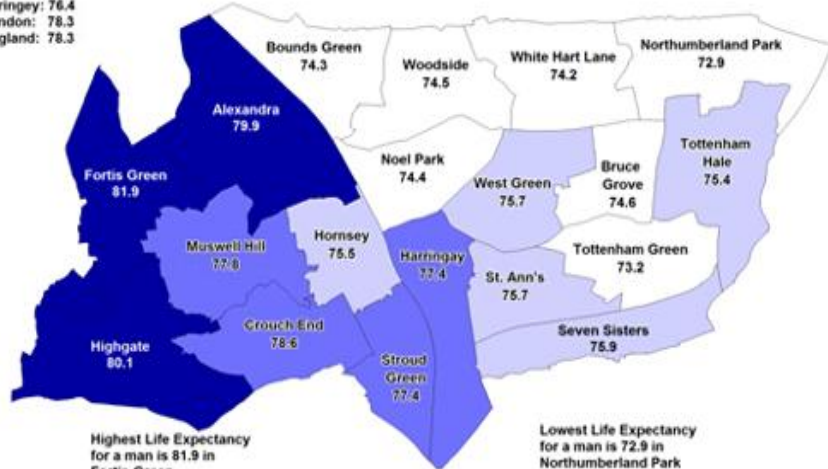 ringey: 76.4
ndon: 78.3
gland: 78.3
Bounds Green
74.3
Woodside
74.5
White Hart Lane
74.2
Northumberland Park
72.9
Alexandra
79.9
Fortis Green
81.9
Noel Park
74.4
West Green
75.7
Bruce
Grove
74.6
Tottenham
Hale
75.4
Muswell Hill
77.8
Hornsey
75.5
Harringay
77.4
St. Ann's
75.7
Tottenham Green
73.2
Highgate
80.1
Crouch End
78.6
Stroud
Green
77.4
Seven Sisters
75.9
Highest Life Expectancy
for a man is 81.9 in
Fortis Green
Lowest Life Expectancy
for a man is 72.9 in
Northumberland Park